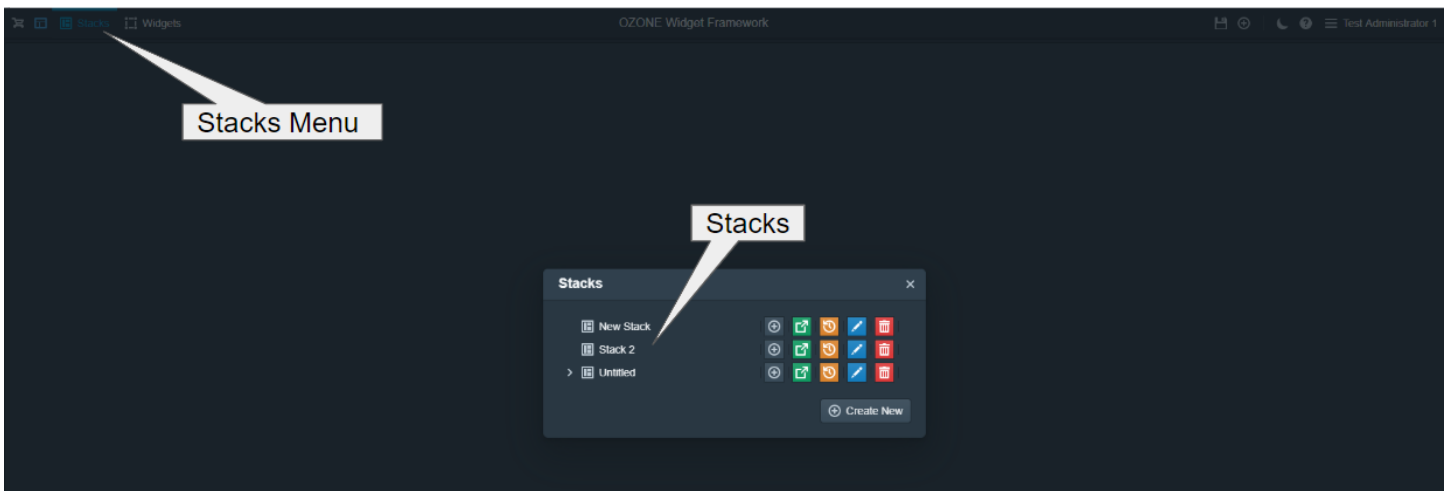 Stacks Widgets OZONE Widget Framework Test Administrator 1
Stacks Menu
Stacks
Stacks
New Stack
Stack 2
Untitled
Create New